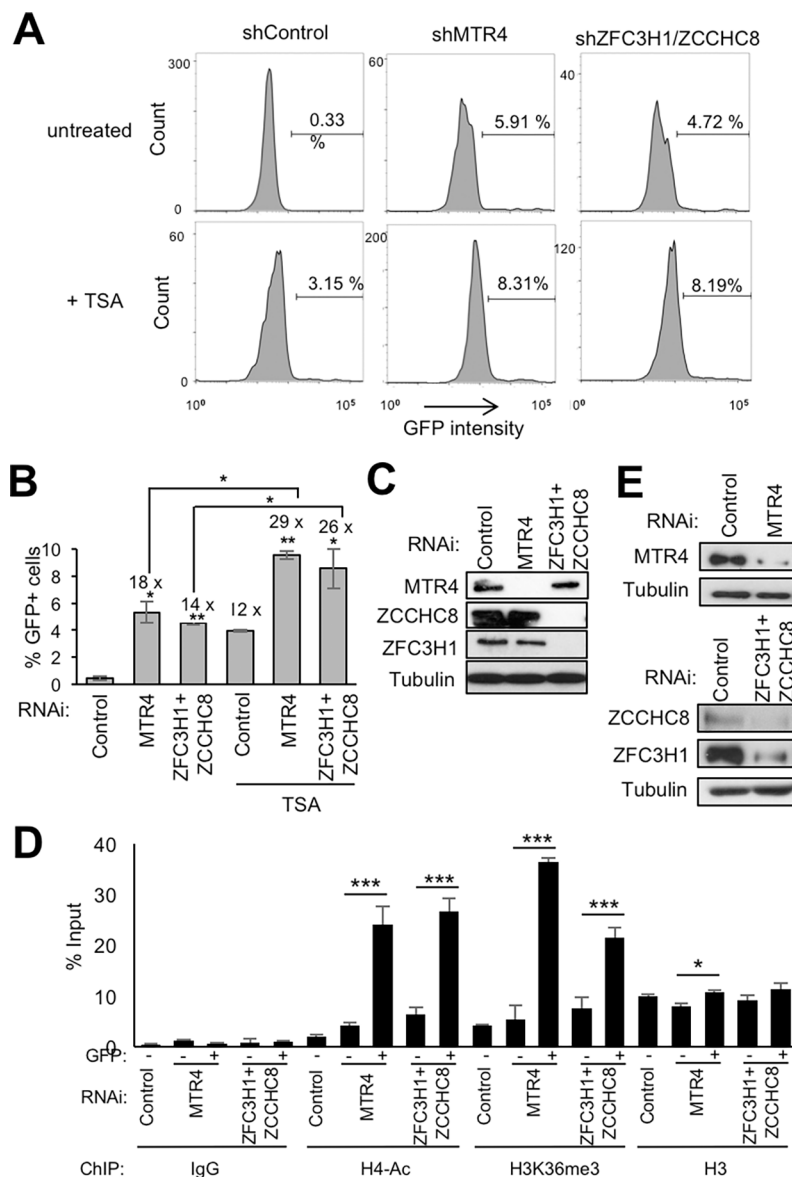 A
shControl shMTR4 shZFC3H1/ZCCHC8
untreated
Count
300
0
0.33
%
60
5.91 %
40
4.72 %
+ TSA
Count
60
0
3.15 %
200
8.31%
120
8.19%
10⁰ 10⁵ 10⁰ 10⁵ 10⁰ 10⁵
GFP intensity
B
% GFP+ cells
10
8
6
4
2
0
*
*
18 x
*
14 x
**
12 x
29 x
**
26 x
*
RNAi:
Control
MTR4
ZFC3H1+
ZCCHC8
Control
MTR4
ZFC3H1+
ZCCHC8
TSA
C
RNAi:
Control
MTR4
ZFC3H1+
ZCCHC8
MTR4
ZCCHC8
ZFC3H1
Tubulin
E
RNAi:
Control
MTR4
MTR4
Tubulin
RNAi:
Control
ZFC3H1+
ZCCHC8
ZCCHC8
ZFC3H1
Tubulin
D
% Input
40
30
20
10
0
*** *** *** *** *
GFP: - + - + - + - + - + - + - + - +
RNAi:
Control
MTR4
ZFC3H1+
ZCCHC8
Control
MTR4
ZFC3H1+
ZCCHC8
Control
MTR4
ZFC3H1+
ZCCHC8
Control
MTR4
ZFC3H1+
ZCCHC8
ChIP: IgG H4-Ac H3K36me3 H3